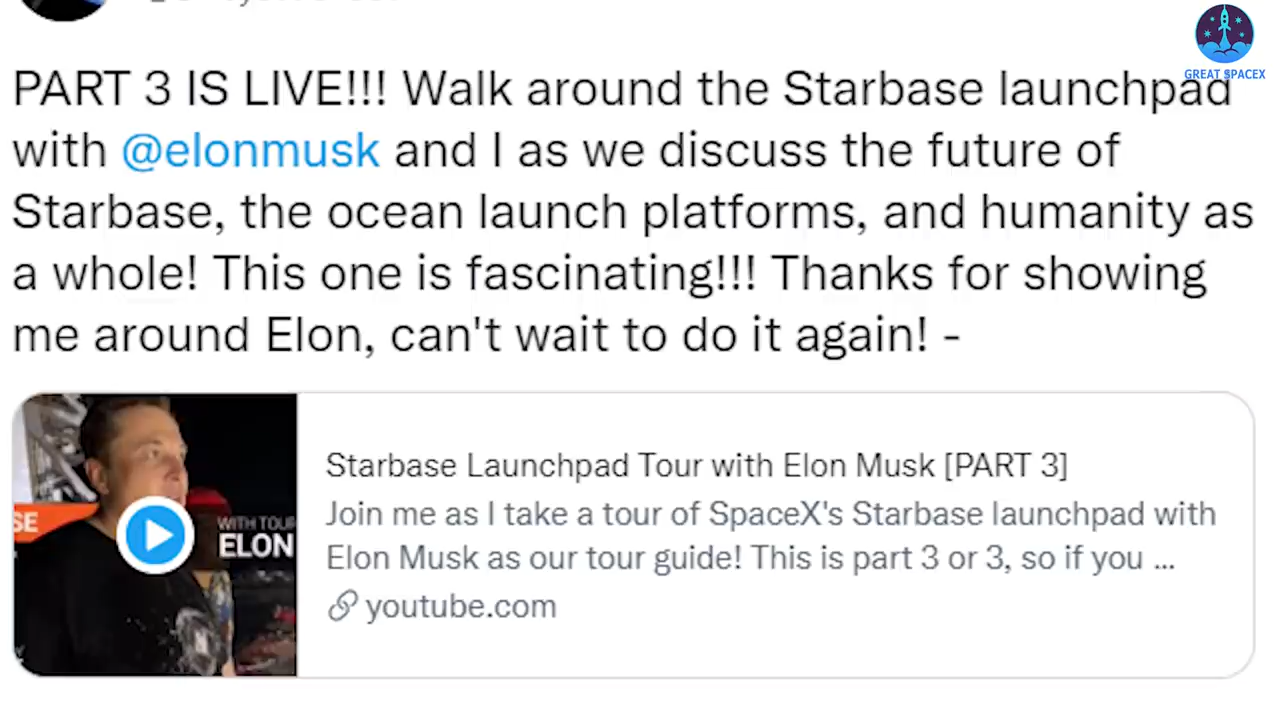 GREAT SPACEX
PART 3 IS LIVE!!! Walk around the Starbase launchpad
with @elonmusk and I as we discuss the future of
Starbase, the ocean launch platforms, and humanity as
a whole! This one is fascinating!!! Thanks for showing
me around Elon, can't wait to do it again! -
SE
WITH TOUR
ELON
Starbase Launchpad Tour with Elon Musk [PART 3]
Join me as I take a tour of SpaceX's Starbase launchpad with
Elon Musk as our tour guide! This is part 3 or 3, so if you ...
youtube.com